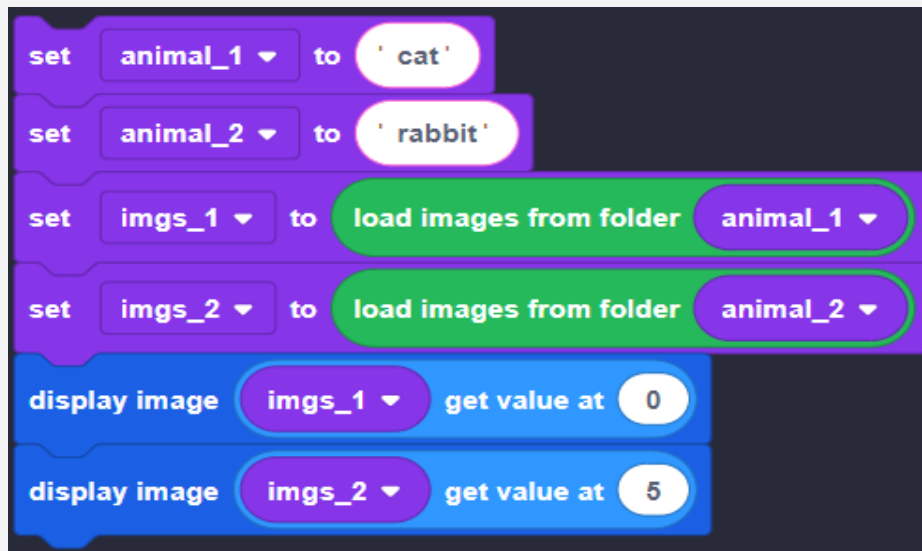 set animal_1 to ' cat '
set animal_2 to ' rabbit '
set imgs_1 to load images from folder animal_1
set imgs_2 to load images from folder animal_2
display image imgs_1 get value at 0
display image imgs_2 get value at 5